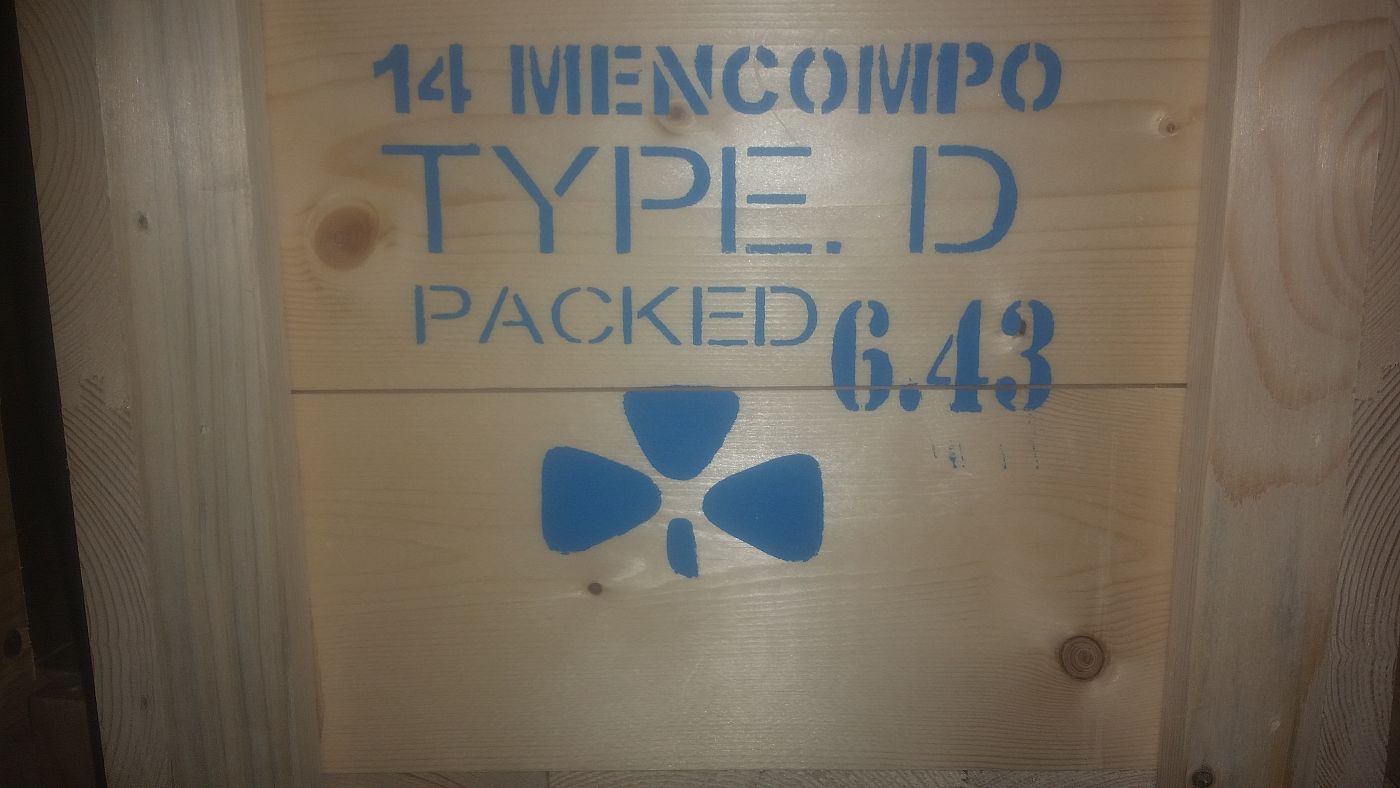 14 MENCOMPO
TYPE. D
PACKED 6.43